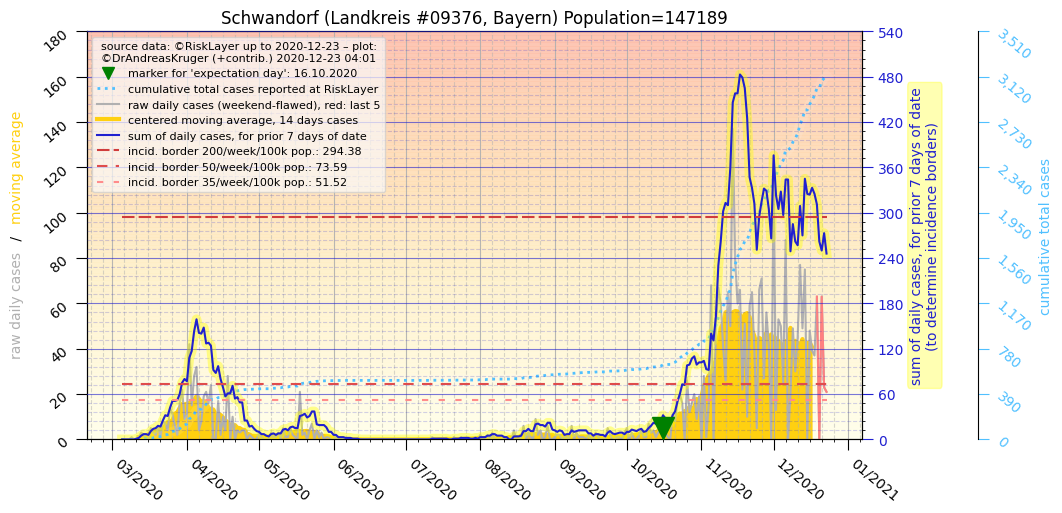 Schwandorf (Landkreis #09376, Bayern) Population=147189
source data: ©RiskLayer up to 2020-12-23 – plot:
©DrAndreasKruger (+contrib.) 2020-12-23 04:01
marker for 'expectation day': 16.10.2020
cumulative total cases reported at RiskLayer
raw daily cases (weekend-flawed), red: last 5
centered moving average, 14 days cases
sum of daily cases, for prior 7 days of date
incid. border 200/week/100k pop.: 294.38
incid. border 50/week/100k pop.: 73.59
incid. border 35/week/100k pop.: 51.52
raw daily cases / moving average
180
160
140
120
100
80
60
40
20
0
03/2020
04/2020
05/2020
06/2020
07/2020
08/2020
09/2020
10/2020
11/2020
12/2020
01/2021
540
480
420
360
300
240
180
120
60
0
sum of daily cases, for prior 7 days of date
(to determine incidence borders)
3,510
3,120
2,730
2,340
1,950
1,560
1,170
780
390
0
cumulative total cases